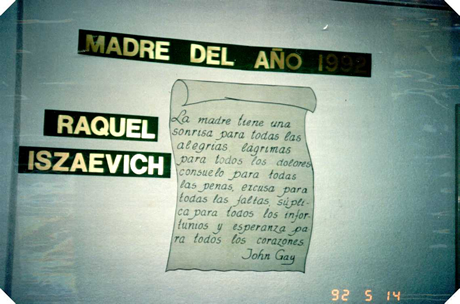 MADRE DEL AÑO 1992
RAQUEL
ISZAEVICH
La madre tiene una
sonrisa para todas las
alegrías, lágrimas
para todos los dolores
consuelo para todas
las penas, excusa para
todas las faltas, súpli-
ca para todos los infor-
tunios y esperanza pa
ra todos los corazones
John Gay
92 5 14